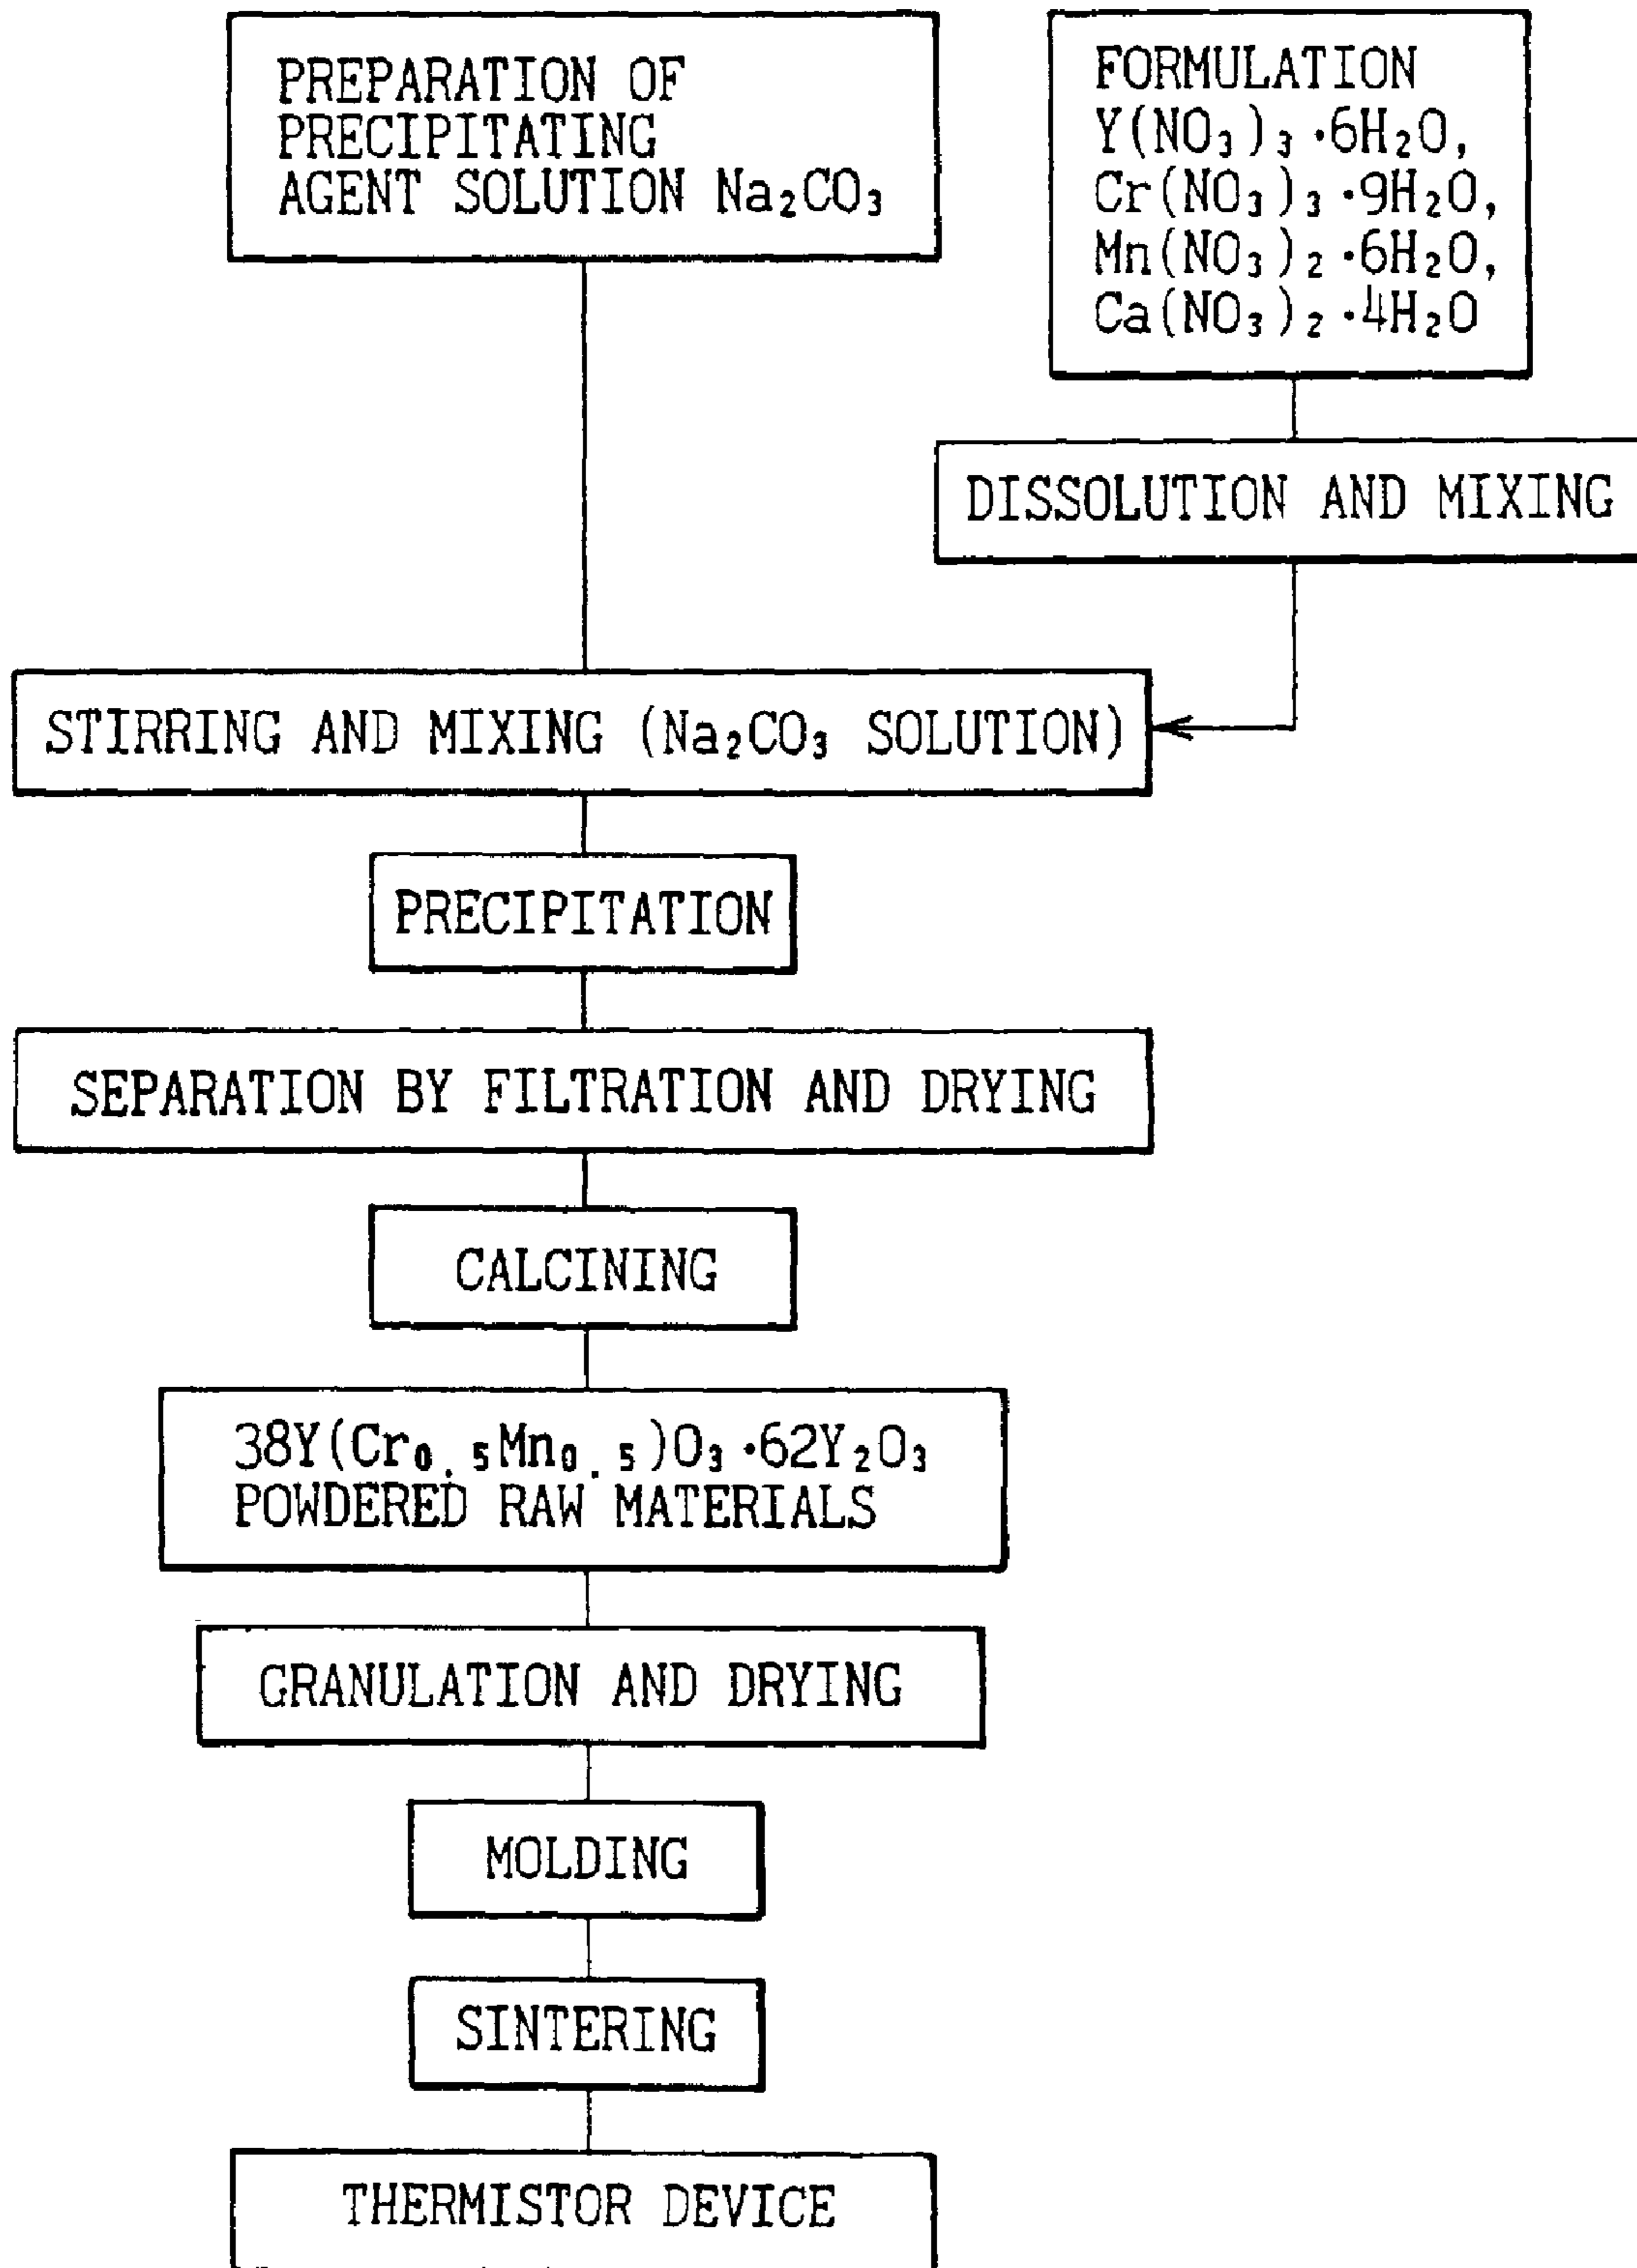 PREPARATION OF
PRECIPITATING
AGENT SOLUTION Na₂CO₃
FORMULATION
Y(NO₃)₃·6H₂O,
Cr(NO₃)₃·9H₂O,
Mn(NO₃)₂·6H₂O,
Ca(NO₃)₂·4H₂O
DISSOLUTION AND MIXING
STIRRING AND MIXING (Na₂CO₃ SOLUTION)
PRECIPITATION
SEPARATION BY FILTRATION AND DRYING
CALCINING
38Y(Cr₀.₅Mn₀.₅)O₃·62Y₂O₃
POWDERED RAW MATERIALS
GRANULATION AND DRYING
MOLDING
SINTERING
THERMISTOR DEVICE